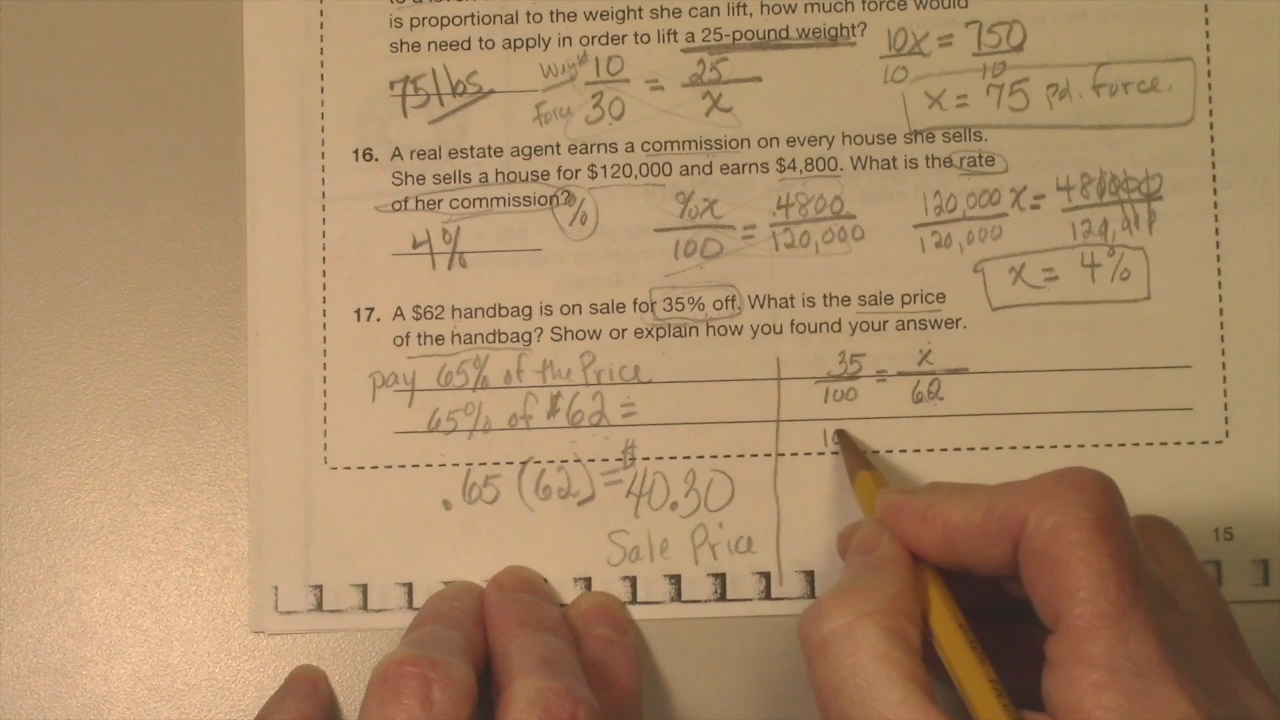 is proportional to the weight she can lift, how much force would
she need to apply in order to lift a 25-pound weight?
10x = 750
10 10
75 lbs
Weight 10 = 25
Force 30 x
x = 75 pd. force.
16. A real estate agent earns a commission on every house she sells.
She sells a house for $120,000 and earns $4,800. What is the rate
of her commission? %
4%
%x = 4800
100 120,000
120,000 x = 480000
120,000 120,000
x = 4%
17. A $62 handbag is on sale for 35% off. What is the sale price
of the handbag? Show or explain how you found your answer.
pay 65% of the Price
65% of $62 =
.65 (62) = $40.30
Sale Price
35 = x
100 62
10
15